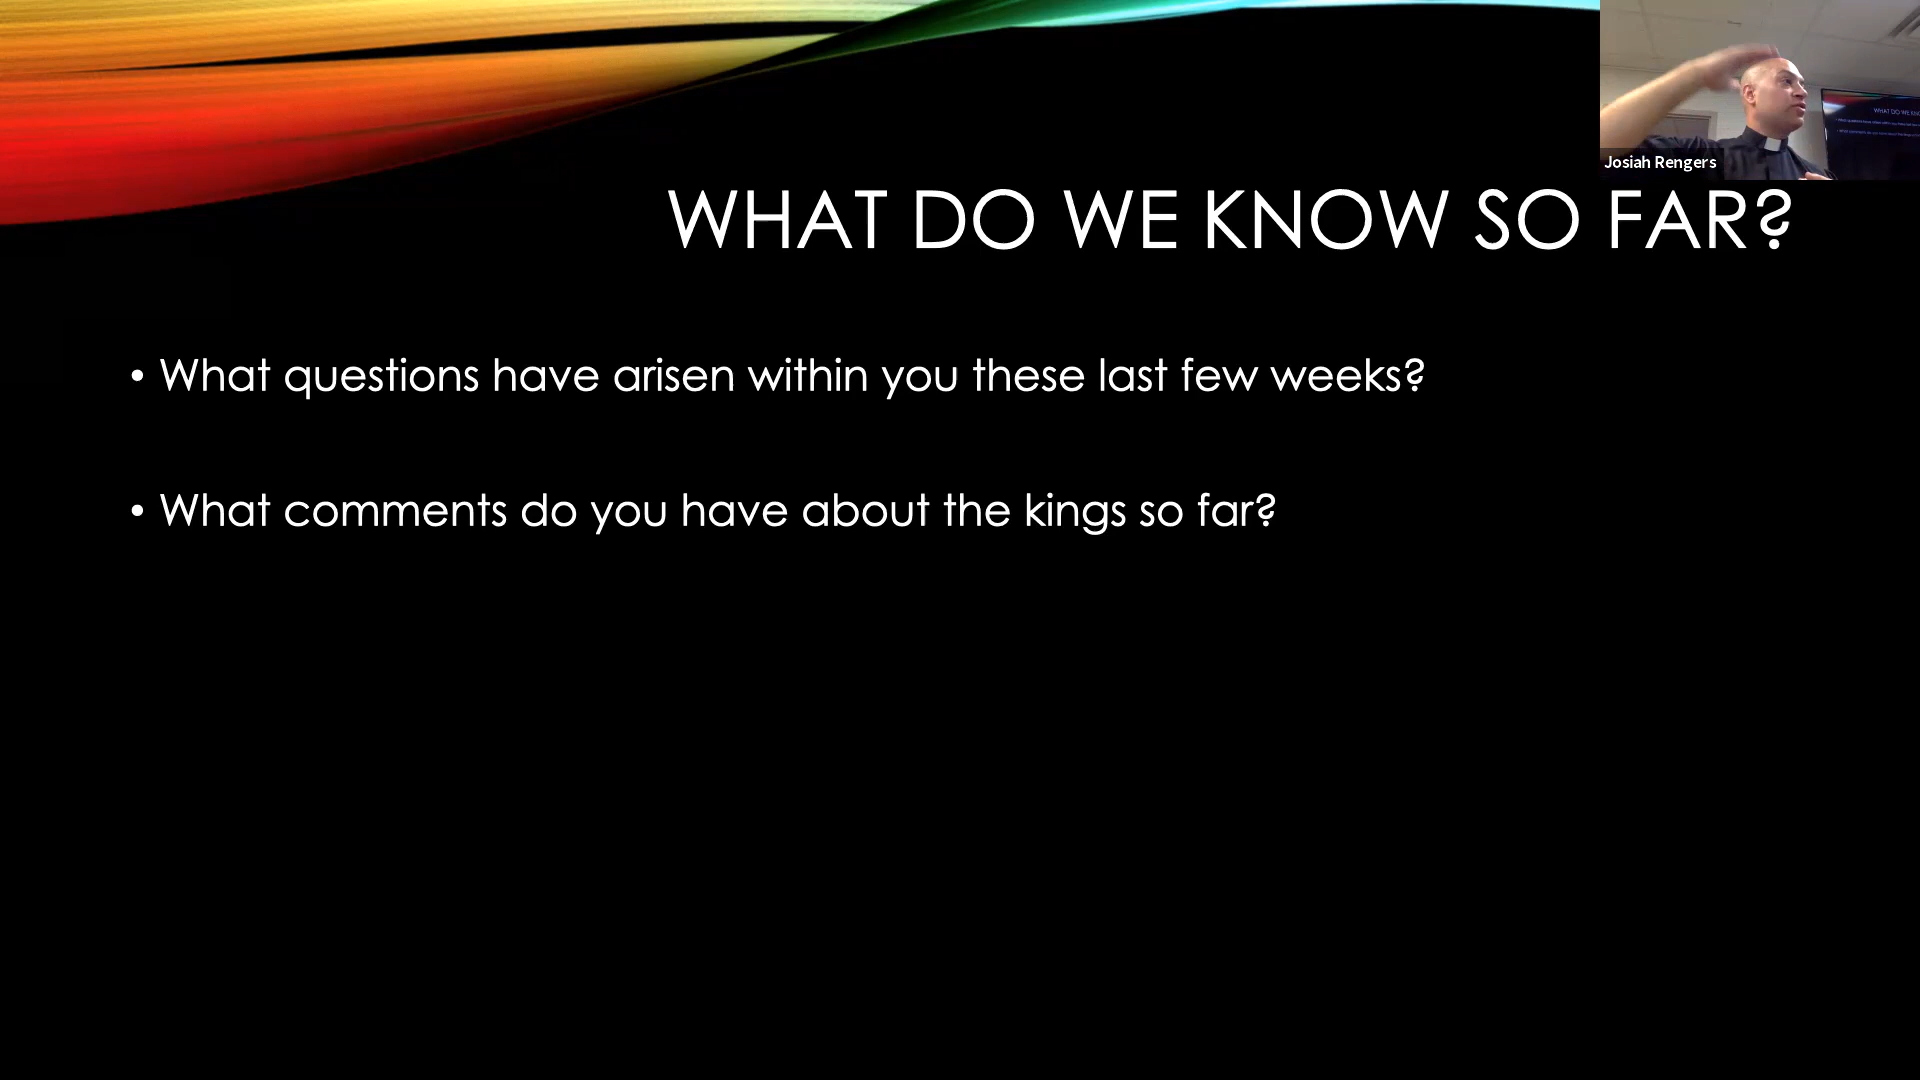 Josiah Rengers
WHAT DO WE KNOW SO FAR?
• What questions have arisen within you these last few weeks?
• What comments do you have about the kings so far?